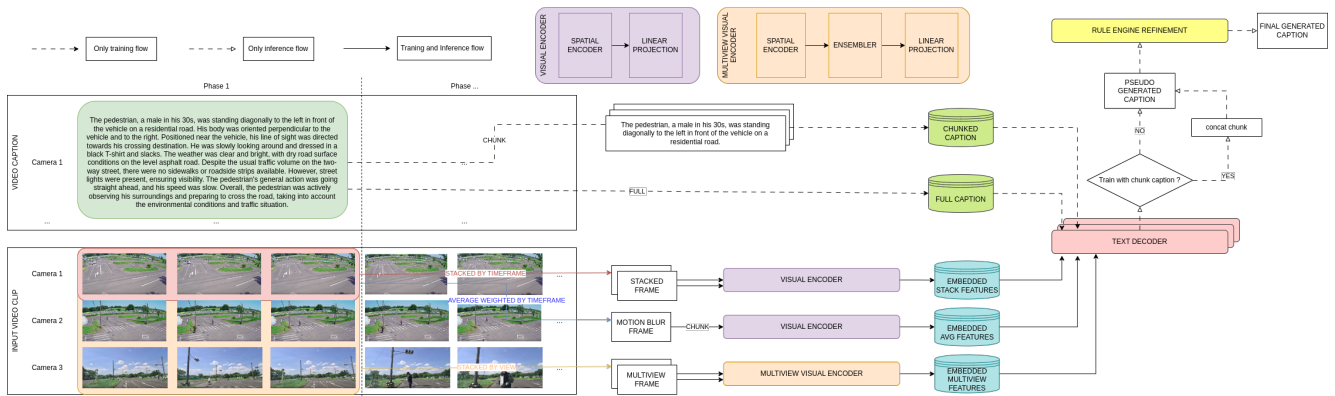 Only training flow
Only inference flow
Traning and Inference flow
VISUAL ENCODER
SPATIAL
ENCODER
LINEAR
PROJECTION
MULTIVIEW VISUAL
ENCODER
SPATIAL
ENCODER
ENSEMBLER
LINEAR
PROJECTION
RULE ENGINE REFINEMENT
FINAL GENERATED
CAPTION
Phase 1
Phase ...
VIDEO CAPTION
Camera 1
The pedestrian, a male in his 30s, was standing diagonally to the left in front of
the vehicle on a residential road. His body was oriented perpendicular to the
vehicle and to the right. Positioned near the vehicle, his line of sight was directed
towards his crossing destination. He was slowly looking around and dressed in a
black T-shirt and slacks. The weather was clear and bright, with dry road surface
conditions on the level asphalt road. Despite the usual traffic volume on the two-
way street, there were no sidewalks or roadside strips available. However, street
lights were present, ensuring visibility. The pedestrian's general action was going
straight ahead, and his speed was slow. Overall, the pedestrian was actively
observing his surroundings and preparing to cross the road, taking into account
the environmental conditions and traffic situation.
...
...
...
CHUNK
FULL
The pedestrian, a male in his 30s, was standing
diagonally to the left in front of the vehicle on a
residential road.
CHUNKED
CAPTION
FULL CAPTION
PSEUDO
GENERATED
CAPTION
NO
concat chunk
YES
Train with chunk caption ?
TEXT DECODER
INPUT VIDEO CLIP
Camera 1
STACKED BY TIMEFRAME
...
STACKED
FRAME
VISUAL ENCODER
EMBEDDED
STACK FEATURES
AVERAGE WEIGHTED BY TIMEFRAME
Camera 2
...
MOTION BLUR
FRAME
CHUNK
VISUAL ENCODER
EMBEDDED
AVG FEATURES
Camera 3
STACKED BY VIEW
...
MULTIVIEW
FRAME
MULTIVIEW VISUAL ENCODER
EMBEDDED
MULTIVIEW
FEATURES